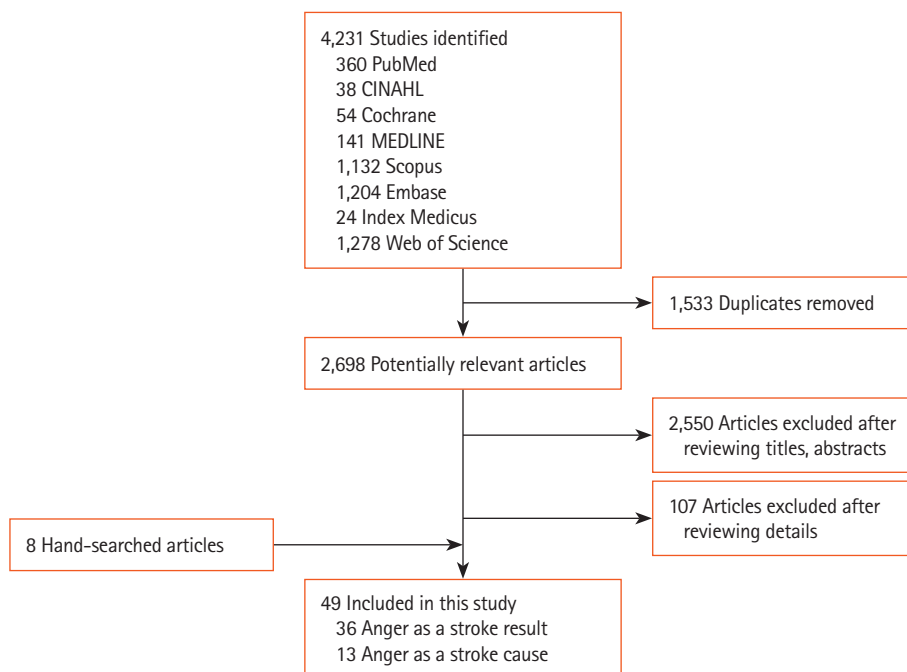 4,231 Studies identified
360 PubMed
38 CINAHL
54 Cochrane
141 MEDLINE
1,132 Scopus
1,204 Embase
24 Index Medicus
1,278 Web of Science
1,533 Duplicates removed
2,698 Potentially relevant articles
2,550 Articles excluded after
reviewing titles, abstracts
107 Articles excluded after
reviewing details
8 Hand-searched articles
49 Included in this study
36 Anger as a stroke result
13 Anger as a stroke cause